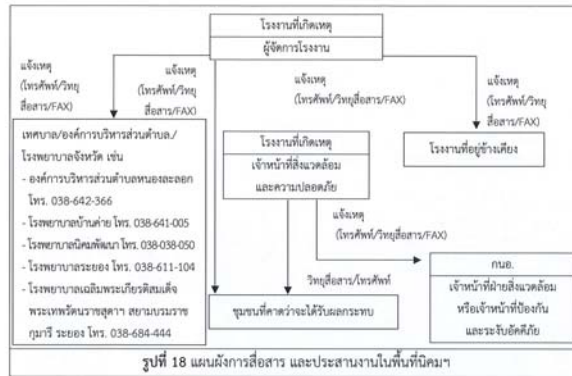 โรงงานที่เกิดเหตุ
ผู้จัดการโรงงาน
แจ้งเหตุ
(โทรศัพท์/วิทยุ
สื่อสาร/FAX)
แจ้งเหตุ
(โทรศัพท์/วิทยุ
สื่อสาร/FAX)
แจ้งเหตุ
(โทรศัพท์/วิทยุสื่อสาร/FAX)
แจ้งเหตุ
(โทรศัพท์/วิทยุ
สื่อสาร/FAX)
เทศบาล/องค์การบริหารส่วนตำบล./
โรงพยาบาลจังหวัด เช่น
- องค์การบริหารส่วนตำบลหนองละลอก
โทร. 038-642-366
- โรงพยาบาลบ้านค่าย โทร. 038-641-005
- โรงพยาบาลนิคมพัฒนา โทร. 038-038-050
- โรงพยาบาลระยอง โทร. 038-611-104
- โรงพยาบาลเฉลิมพระเกียรติสมเด็จ
พระเทพรัตนราชสุดาฯ สยามบรมราช
กุมารี ระยอง โทร. 038-684-444
โรงงานที่เกิดเหตุ
เจ้าหน้าที่สิ่งแวดล้อม
และความปลอดภัย
โรงงานที่อยู่ข้างเคียง
แจ้งเหตุ
(โทรศัพท์/วิทยุสื่อสาร/FAX)
วิทยุสื่อสาร/โทรศัพท์
กนอ.
เจ้าหน้าที่ฝ่ายสิ่งแวดล้อม
หรือเจ้าหน้าที่ป้องกัน
และระงับอัคคีภัย
ชุมชนที่คาดว่าจะได้รับผลกระทบ
รูปที่ 18 แผนผังการสื่อสาร และประสานงานในพื้นที่นิคมฯ